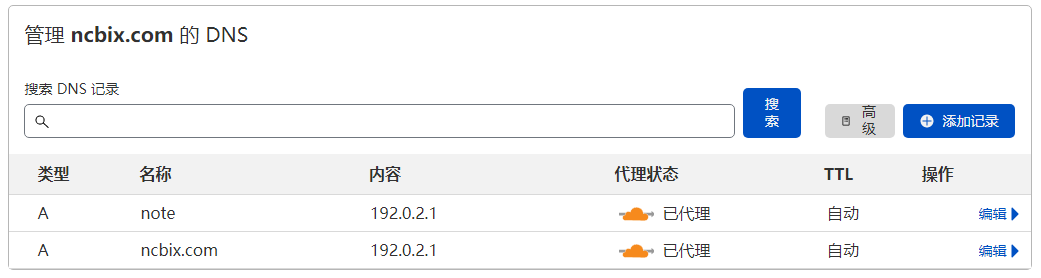 管理 ncbix.com 的 DNS
搜索 DNS 记录
搜
索
高
级
添加记录
类型 名称 内容 代理状态 TTL 操作
A note 192.0.2.1 已代理 自动 编辑
A ncbix.com 192.0.2.1 已代理 自动 编辑